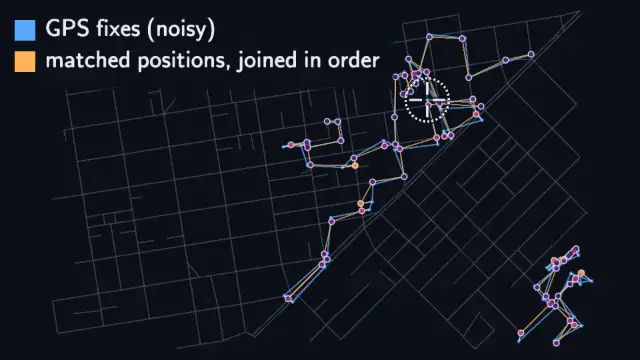 GPS fixes (noisy)
matched positions, joined in order